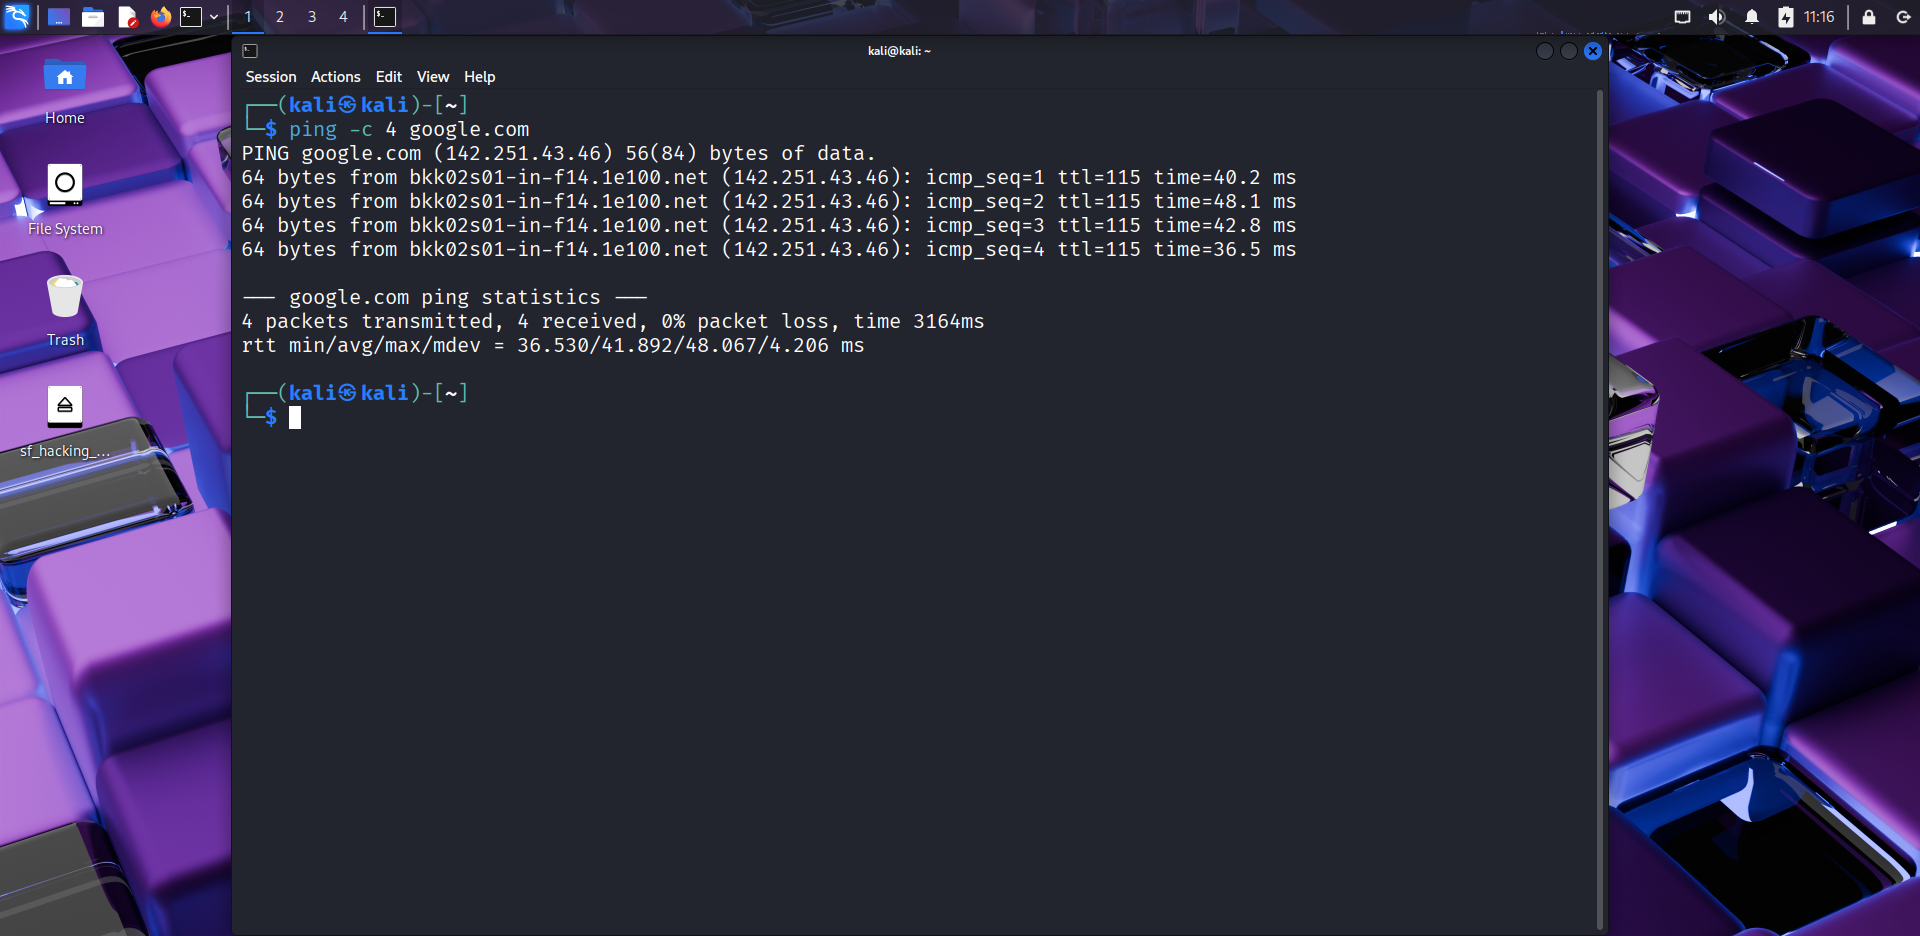 1 2 3 4
11:16
kali@kali: ~
Session Actions Edit View Help
┌──(kali㉿kali)-[~]
└─$ ping -c 4 google.com
PING google.com (142.251.43.46) 56(84) bytes of data.
64 bytes from bkk02s01-in-f14.1e100.net (142.251.43.46): icmp_seq=1 ttl=115 time=40.2 ms
64 bytes from bkk02s01-in-f14.1e100.net (142.251.43.46): icmp_seq=2 ttl=115 time=48.1 ms
64 bytes from bkk02s01-in-f14.1e100.net (142.251.43.46): icmp_seq=3 ttl=115 time=42.8 ms
64 bytes from bkk02s01-in-f14.1e100.net (142.251.43.46): icmp_seq=4 ttl=115 time=36.5 ms
--- google.com ping statistics ---
4 packets transmitted, 4 received, 0% packet loss, time 3164ms
rtt min/avg/max/mdev = 36.530/41.892/48.067/4.206 ms
┌──(kali㉿kali)-[~]
└─$
Home
File System
Trash
sf_hacking_...